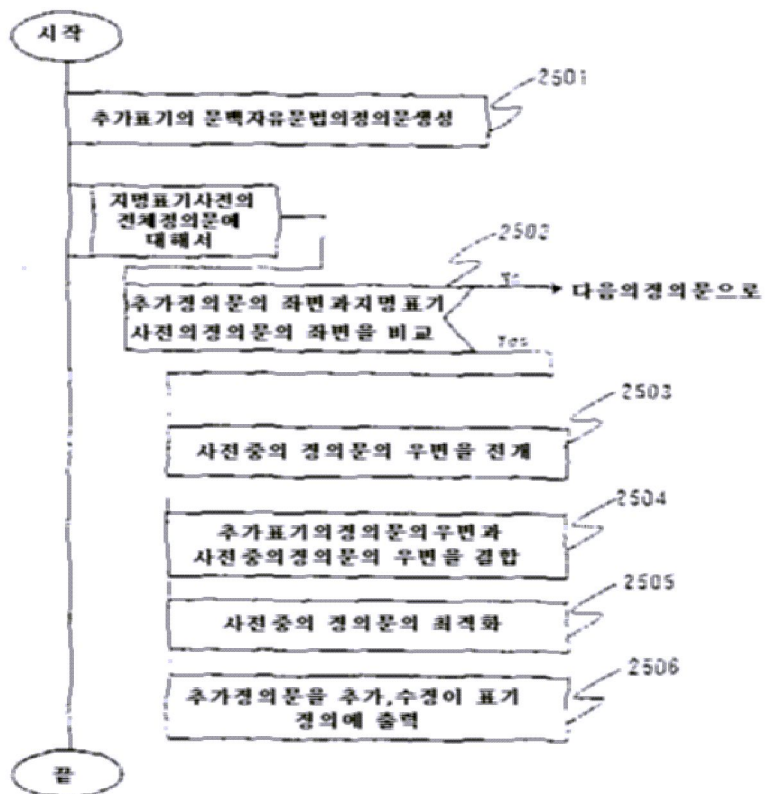 시작
2501
추가표기의 문백자유문법의정의문생성
지명표기사전의
전체정의문에
대해서
2502
추가정의문의 좌변과지명표기
사전의정의문의 좌변을 비교
다음의정의문으로
Yes
2503
사전중의 정의문의 우변을 전개
2504
추가표기의정의문의우변과
사전중의정의문의 우변을 결합
2505
사전중의 정의문의 최적화
2506
추가정의문을 추가,수정이 표기
정의에 출력
끝